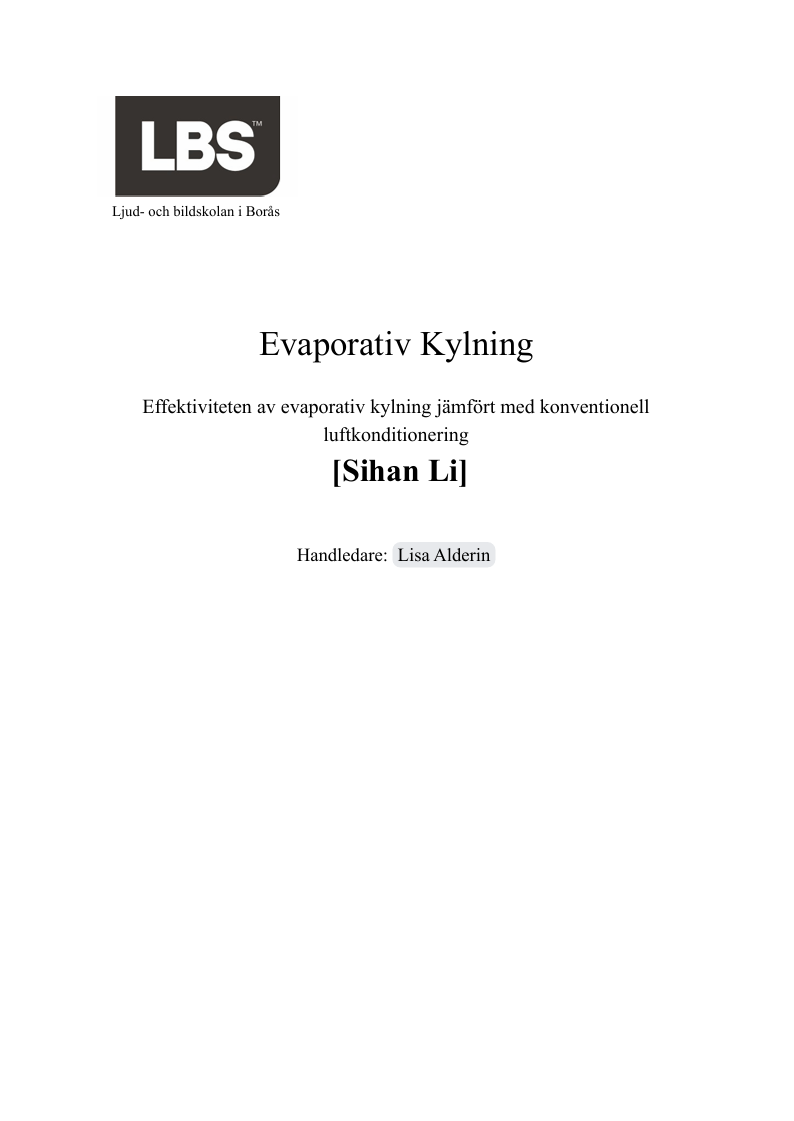 LBS™
Ljud- och bildskolan i Borås
Evaporativ Kylning
Effektiviteten av evaporativ kylning jämfört med konventionell
luftkonditionering
[Sihan Li]
Handledare: Lisa Alderin